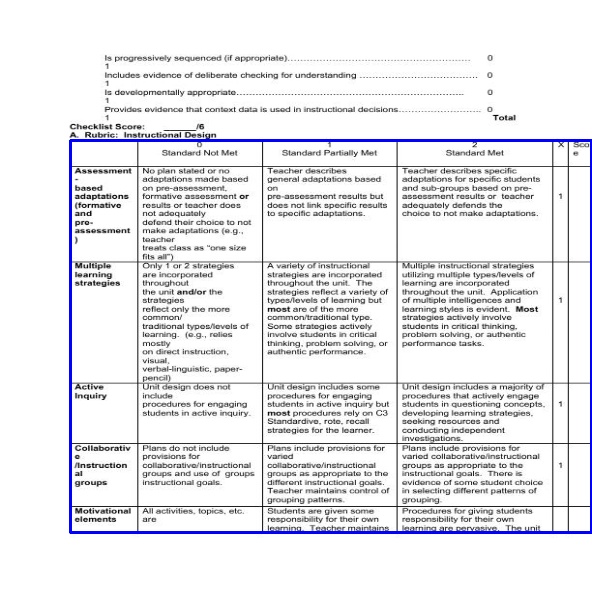 Is progressively sequenced (if appropriate)……………………………………………… 0
1
Includes evidence of deliberate checking for understanding ……………………………… 0
1
Is developmentally appropriate…………………………………………………………….. 0
1
Provides evidence that context data is used in instructional decisions……………………. 0
1 Total
Checklist Score: ______/6
A. Rubric: Instructional Design
0
Standard Not Met
1
Standard Partially Met
2
Standard Met
X
Sco
e
Assessment
-
based
adaptations
(formative
and
pre-
assessment
)
No plan stated or no
adaptations made based
on pre-assessment,
formative assessment or
results or teacher does
not adequately
defend their choice to not
make adaptations (e.g.,
teacher
treats class as “one size
fits all”)
Teacher describes
general adaptations based
on
pre-assessment results but
does not link specific results
to specific adaptations.
Teacher describes specific
adaptations for specific students
and sub-groups based on pre-
assessment results or teacher
adequately defends the
choice to not make adaptations.
1
Multiple
learning
strategies
Only 1 or 2 strategies
are incorporated
throughout
the unit and/or the
strategies
reflect only the more
common/
traditional types/levels of
learning. (e.g., relies
mostly
on direct instruction,
visual,
verbal-linguistic, paper-
pencil)
A variety of instructional
strategies are incorporated
throughout the unit. The
strategies reflect a variety of
types/levels of learning but
most are of the more
common/traditional type.
Some strategies actively
involve students in critical
thinking, problem solving, or
authentic performance.
Multiple instructional strategies
utilizing multiple types/levels of
learning are incorporated
throughout the unit. Application
of multiple intelligences and
learning styles is evident. Most
strategies actively involve
students in critical thinking,
problem solving, or authentic
performance tasks.
1
Active
Inquiry
Unit design does not
include
procedures for engaging
students in active inquiry.
Unit design includes some
procedures for engaging
students in active inquiry but
most procedures rely on C3
Standardive, rote, recall
strategies for the learner.
Unit design includes a majority of
procedures that actively engage
students in questioning concepts,
developing learning strategies,
seeking resources and
conducting independent
investigations.
1
Collaborativ
e
/Instruction
al
groups
Plans do not include
provisions for
collaborative/instructional
groups and use of groups
instructional goals.
Plans include provisions for
varied
collaborative/instructional
groups as appropriate to the
different instructional goals.
Teacher maintains control of
grouping patterns.
Plans include provisions for
varied collaborative/instructional
groups as appropriate to the
instructional goals. There is
evidence of some student choice
in selecting different patterns of
grouping.
1
Motivational
elements
All activities, topics, etc.
are
Students are given some
responsibility for their own
learning. Teacher maintains
Procedures for giving students
responsibility for their own
learning are pervasive. The unit